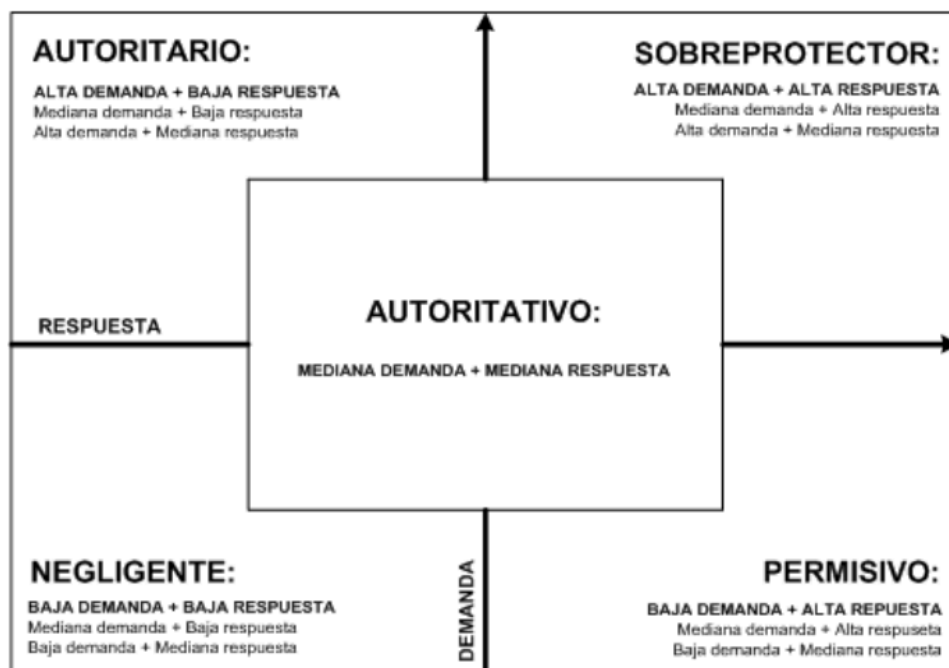 AUTORITARIO:
ALTA DEMANDA + BAJA RESPUESTA
Mediana demanda + Baja respuesta
Alta demanda + Mediana respuesta
SOBREPROTECTOR:
ALTA DEMANDA + ALTA RESPUESTA
Mediana demanda + Alta respuesta
Alta demanda + Mediana respuesta
RESPUESTA
AUTORITATIVO:
MEDIANA DEMANDA + MEDIANA RESPUESTA
NEGLIGENTE:
BAJA DEMANDA + BAJA RESPUESTA
Mediana demanda + Baja respuesta
Baja demanda + Mediana respuesta
DEMANDA
PERMISIVO:
BAJA DEMANDA + ALTA REPUESTA
Mediana demanda + Alta respuseta
Baja demanda + Mediana respuesta